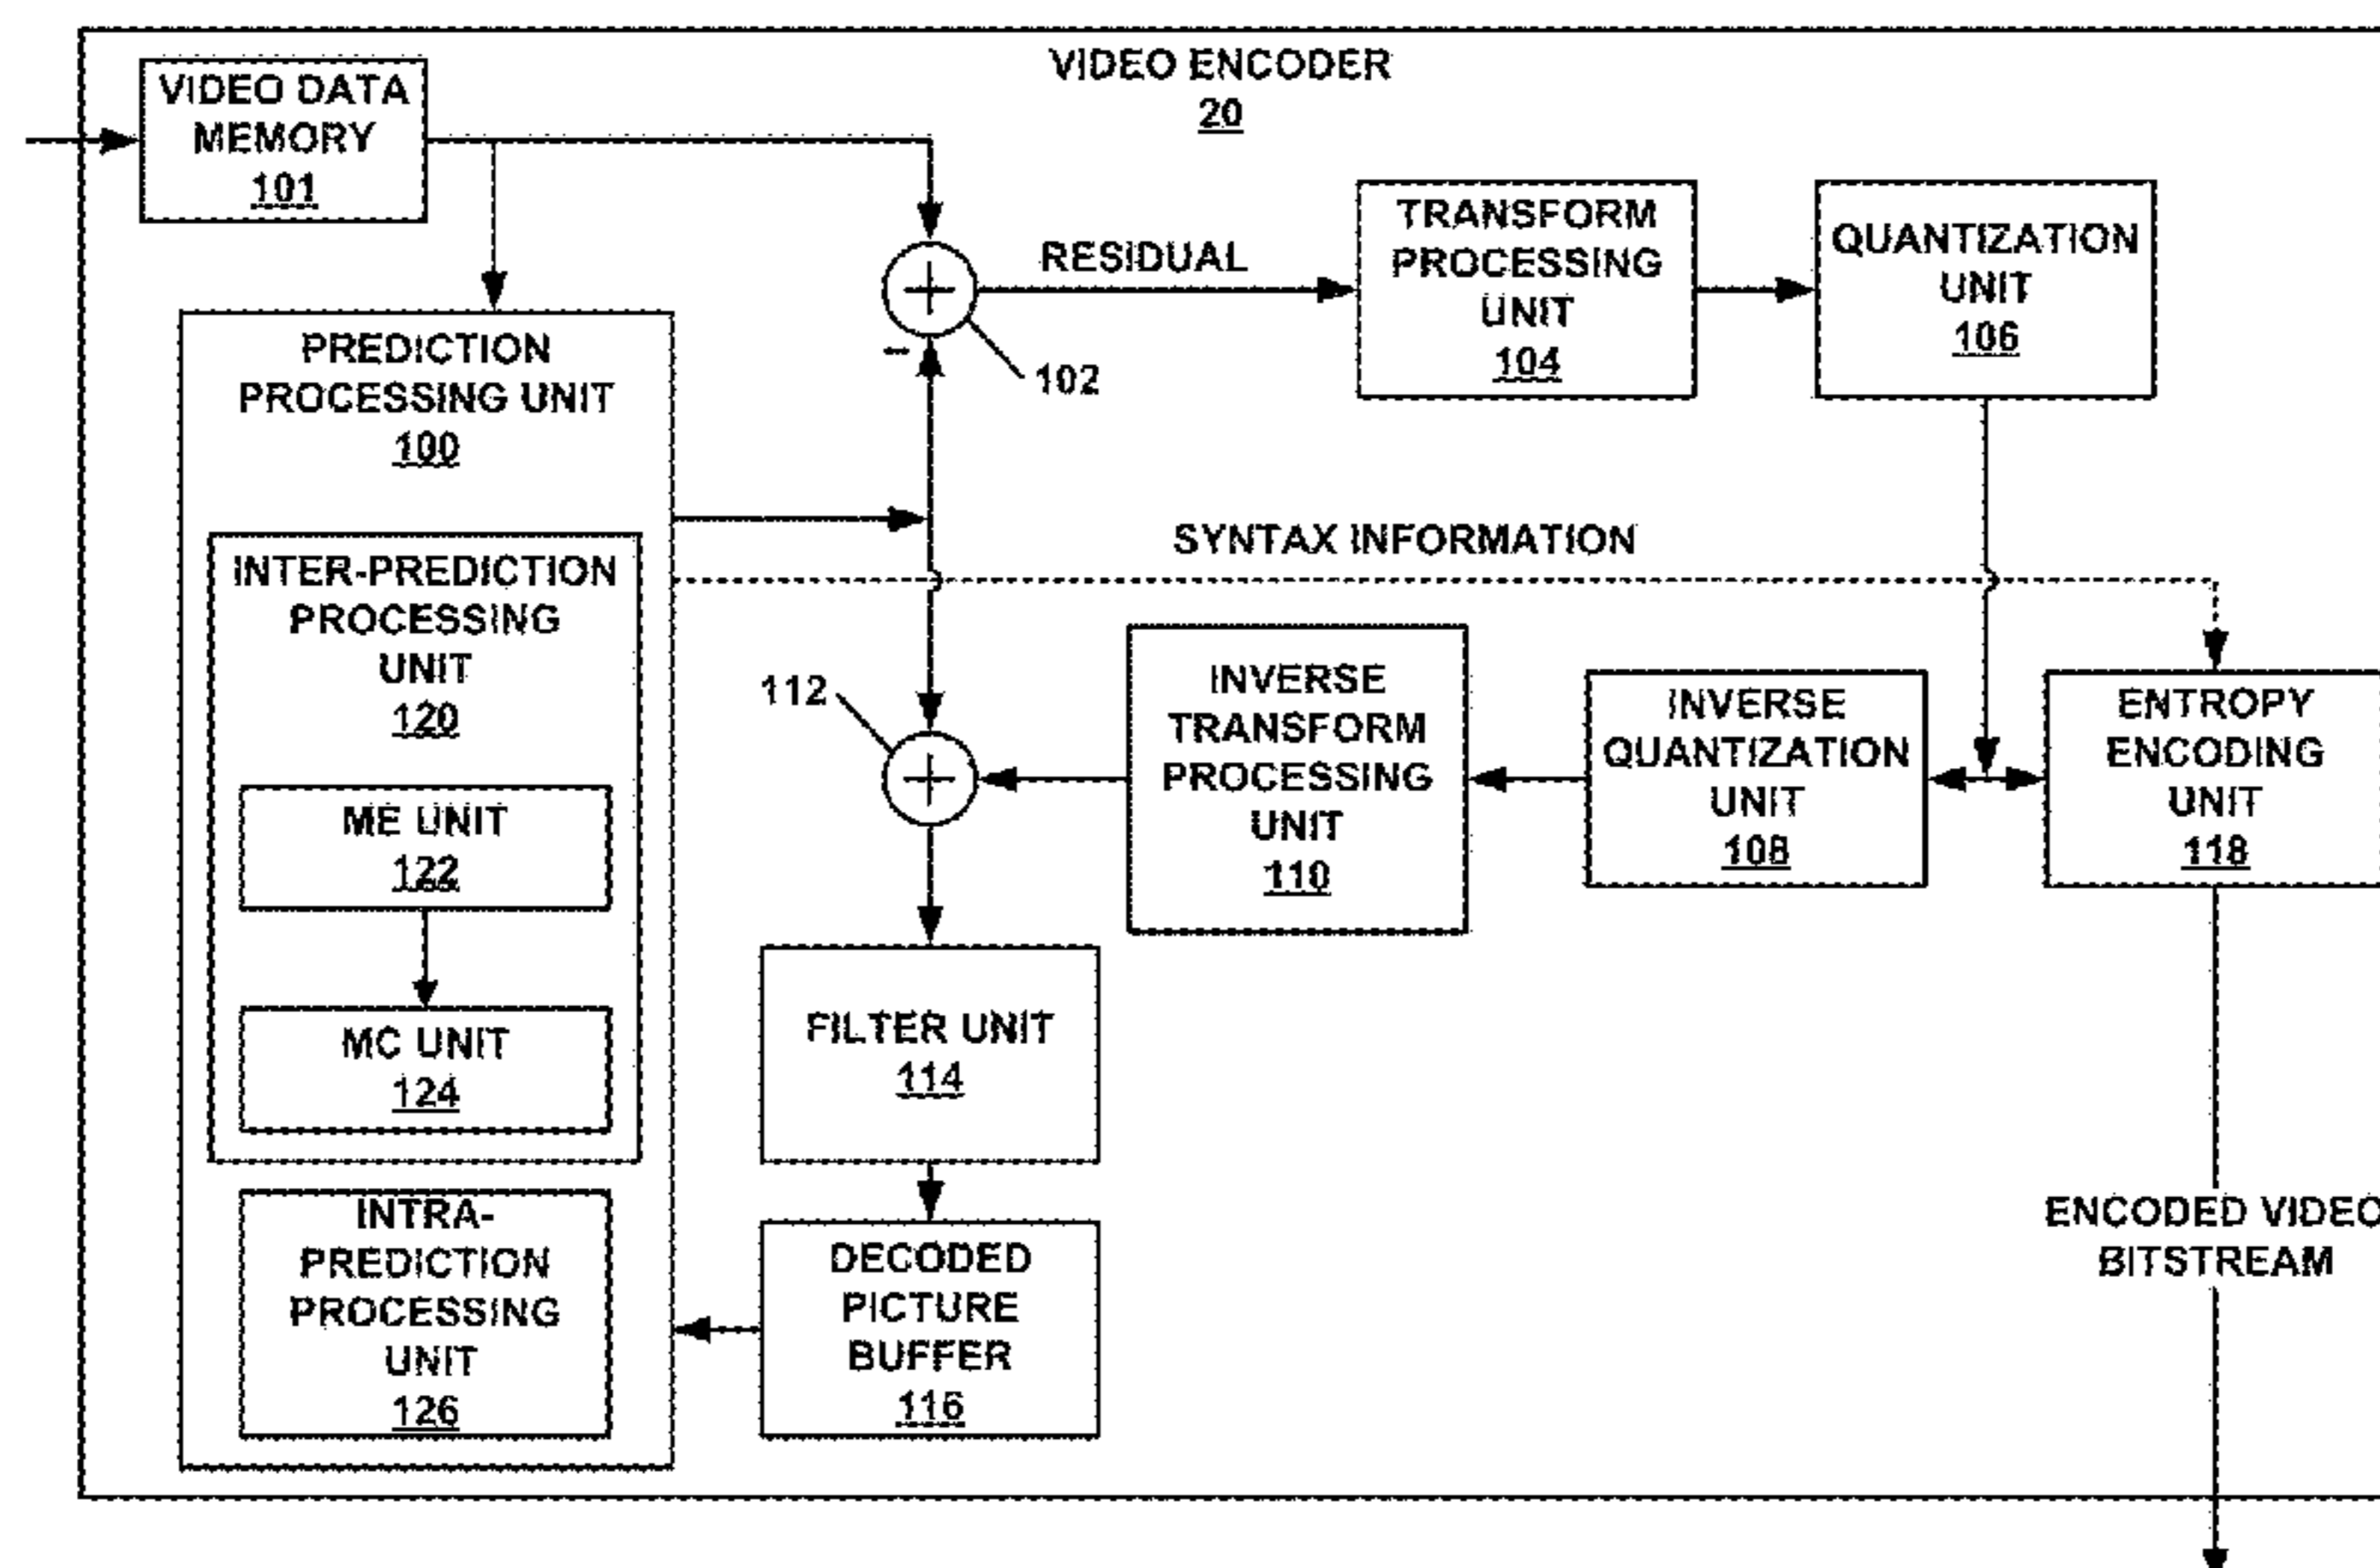 VIDEO ENCODER
20
VIDEO DATA
MEMORY
101
RESIDUAL
TRANSFORM
PROCESSING
UNIT
104
QUANTIZATION
UNIT
106
102
PREDICTION
PROCESSING UNIT
100
SYNTAX INFORMATION
INTER-PREDICTION
PROCESSING
UNIT
120
ME UNIT
122
MC UNIT
124
INTRA-
PREDICTION
PROCESSING
UNIT
126
112
INVERSE
TRANSFORM
PROCESSING
UNIT
110
INVERSE
QUANTIZATION
UNIT
108
ENTROPY
ENCODING
UNIT
118
FILTER UNIT
114
DECODED
PICTURE
BUFFER
116
ENCODED VIDEO
BITSTREAM